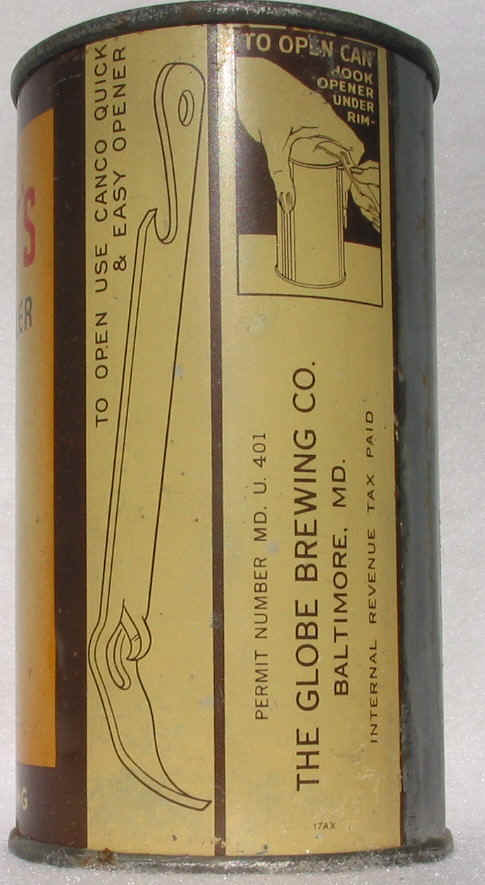 'S
ER
G
TO OPEN USE CANCO QUICK
& EASY OPENER
TO OPEN CAN
HOOK
OPENER
UNDER
RIM-
PERMIT NUMBER MD. U. 401
THE GLOBE BREWING CO.
BALTIMORE, MD.
INTERNAL REVENUE TAX PAID
17AX